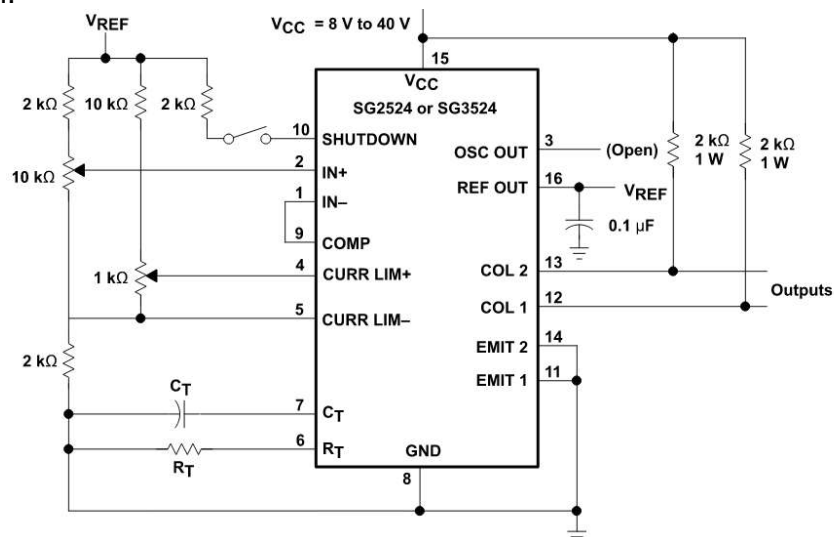 VREF
VCC = 8 V to 40 V
15
VCC
SG2524 or SG3524
2 kΩ
10 kΩ
2 kΩ
10
SHUTDOWN
3
OSC OUT
(Open)
2 kΩ
1 W
2 kΩ
1 W
10 kΩ
2
IN+
16
REF OUT
VREF
1
IN–
0.1 µF
9
COMP
4
CURR LIM+
1 kΩ
13
COL 2
Outputs
5
CURR LIM–
12
COL 1
2 kΩ
14
EMIT 2
11
EMIT 1
CT
7
CT
6
RT
RT
GND
8